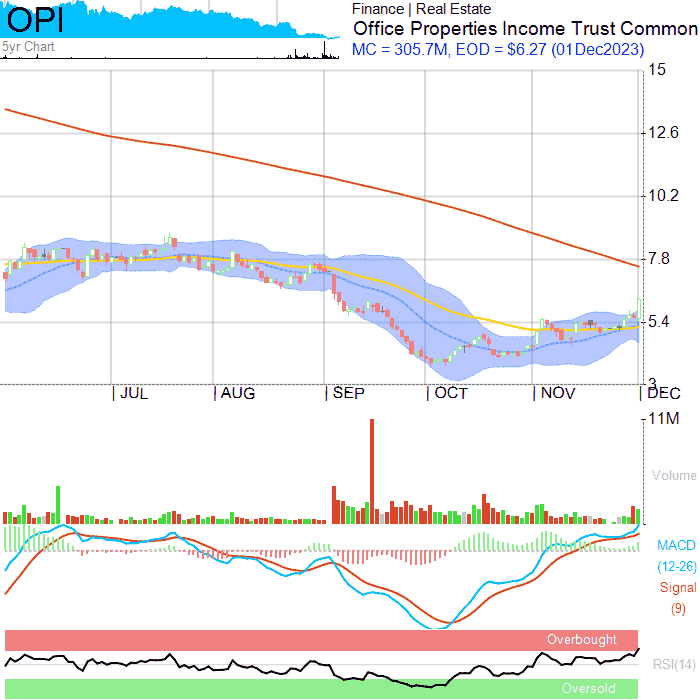 OPI
5yr Chart
Finance | Real Estate
Office Properties Income Trust Common
MC = 305.7M, EOD = $6.27 (01Dec2023)
15
12.6
10.2
7.8
5.4
3
JUL AUG SEP OCT NOV DEC
11M
Volume
MACD
(12-26)
Signal
(9)
Overbought
RSI(14)
Oversold